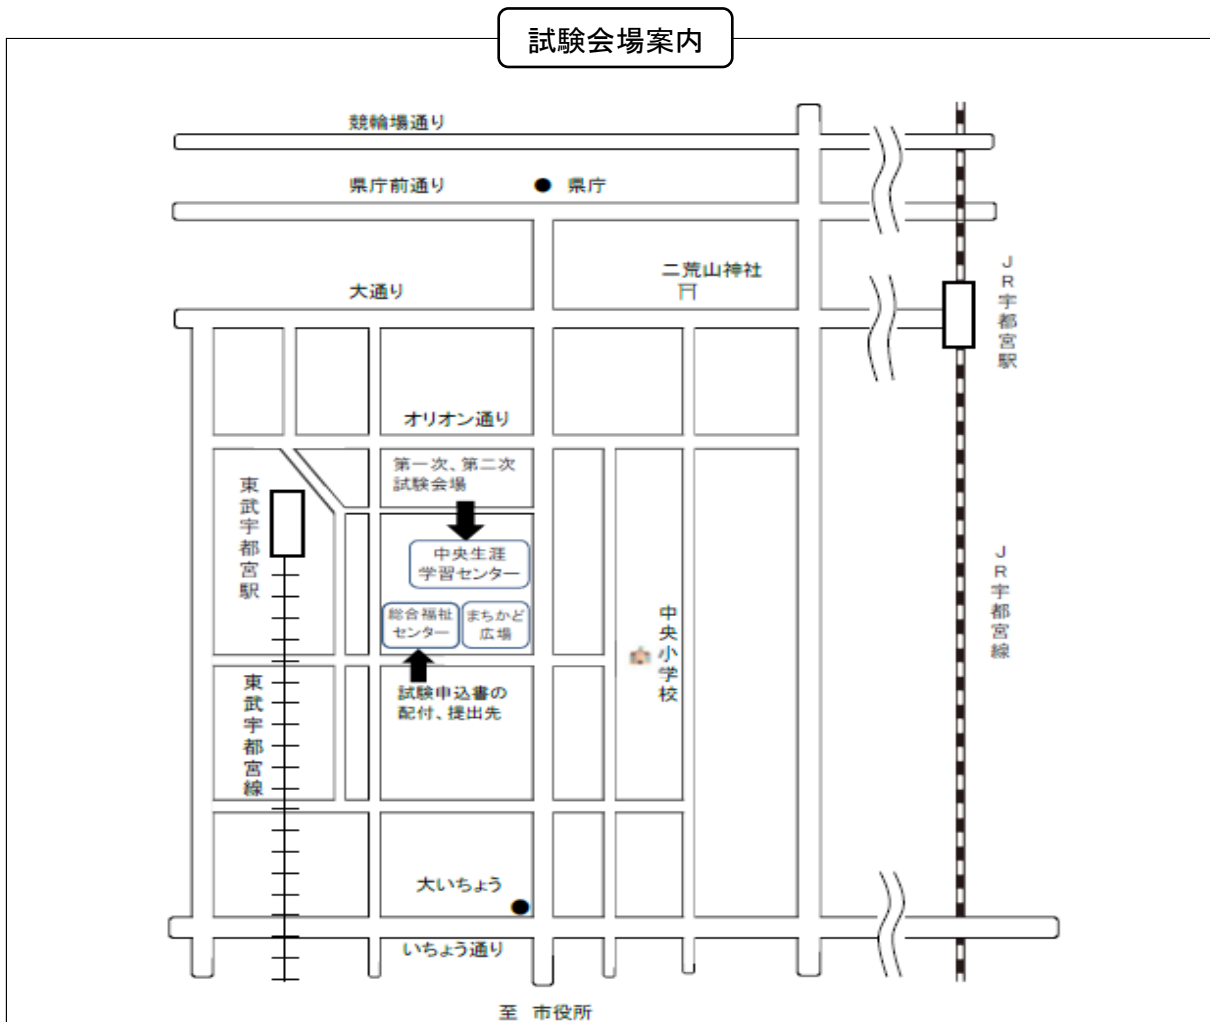 試験会場案内
競輪場通り
県庁前通り
県庁
二荒山神社
大通り
JR宇都宮駅
オリオン通り
第一次、第二次
試験会場
東武宇都宮駅
中央生涯
学習センター
総合福祉
センター
まちかど
広場
中央小学校
JR宇都宮線
試験申込書の
配付、提出先
東武宇都宮線
大いちょう
いちょう通り
至 市役所